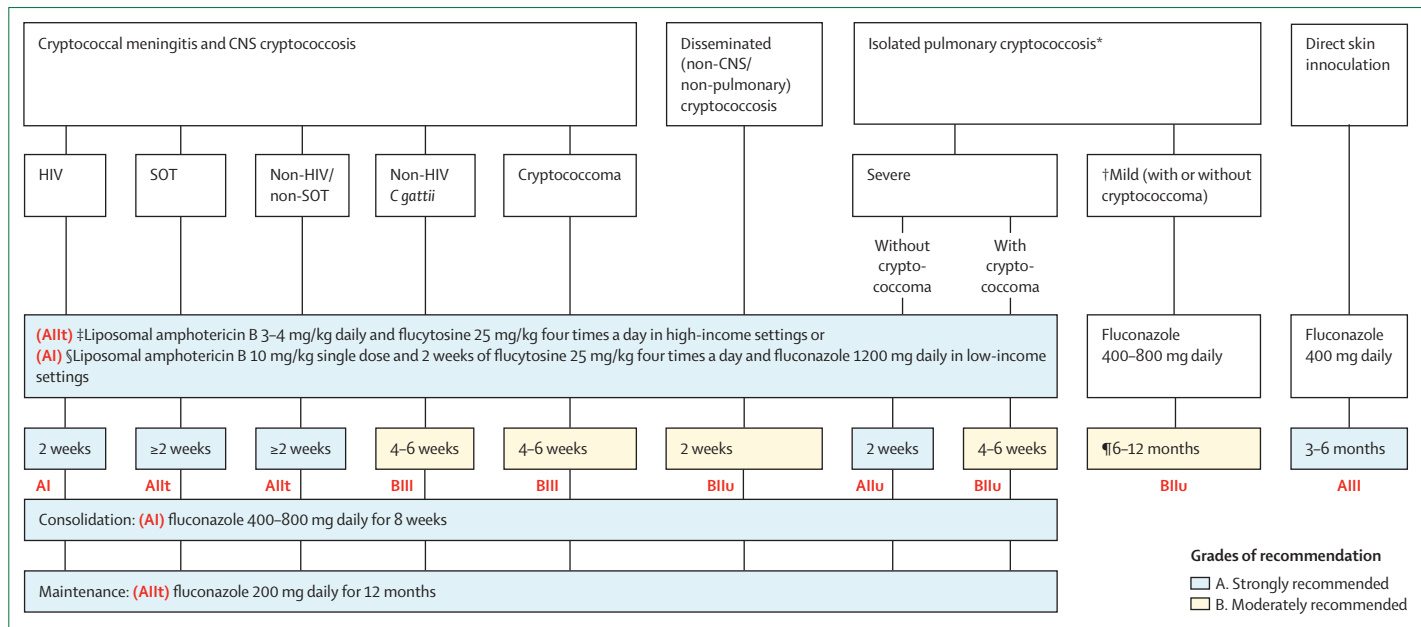 Cryptococcal meningitis and CNS cryptococcosis
Disseminated
(non-CNS/
non-pulmonary)
cryptococcosis
Isolated pulmonary cryptococcosis*
Direct skin
innoculation
HIV
SOT
Non-HIV/
non-SOT
Non-HIV
C gattii
Cryptococcoma
Severe
†Mild (with or without
cryptococcoma)
Without
crypto-
coccoma
With
crypto-
coccoma
(AIIt) ‡Liposomal amphotericin B 3–4 mg/kg daily and flucytosine 25 mg/kg four times a day in high-income settings or
(AI) §Liposomal amphotericin B 10 mg/kg single dose and 2 weeks of flucytosine 25 mg/kg four times a day and fluconazole 1200 mg daily in low-income
settings
Fluconazole
400–800 mg daily
Fluconazole
400 mg daily
2 weeks
≥2 weeks
≥2 weeks
4–6 weeks
4–6 weeks
2 weeks
2 weeks
4–6 weeks
¶6–12 months
3–6 months
AI
AIIt
AIIt
BIII
BIII
BIIu
AIIu
BIIu
BIIu
AIII
Consolidation: (AI) fluconazole 400–800 mg daily for 8 weeks
Maintenance: (AIIt) fluconazole 200 mg daily for 12 months
Grades of recommendation
A. Strongly recommended
B. Moderately recommended